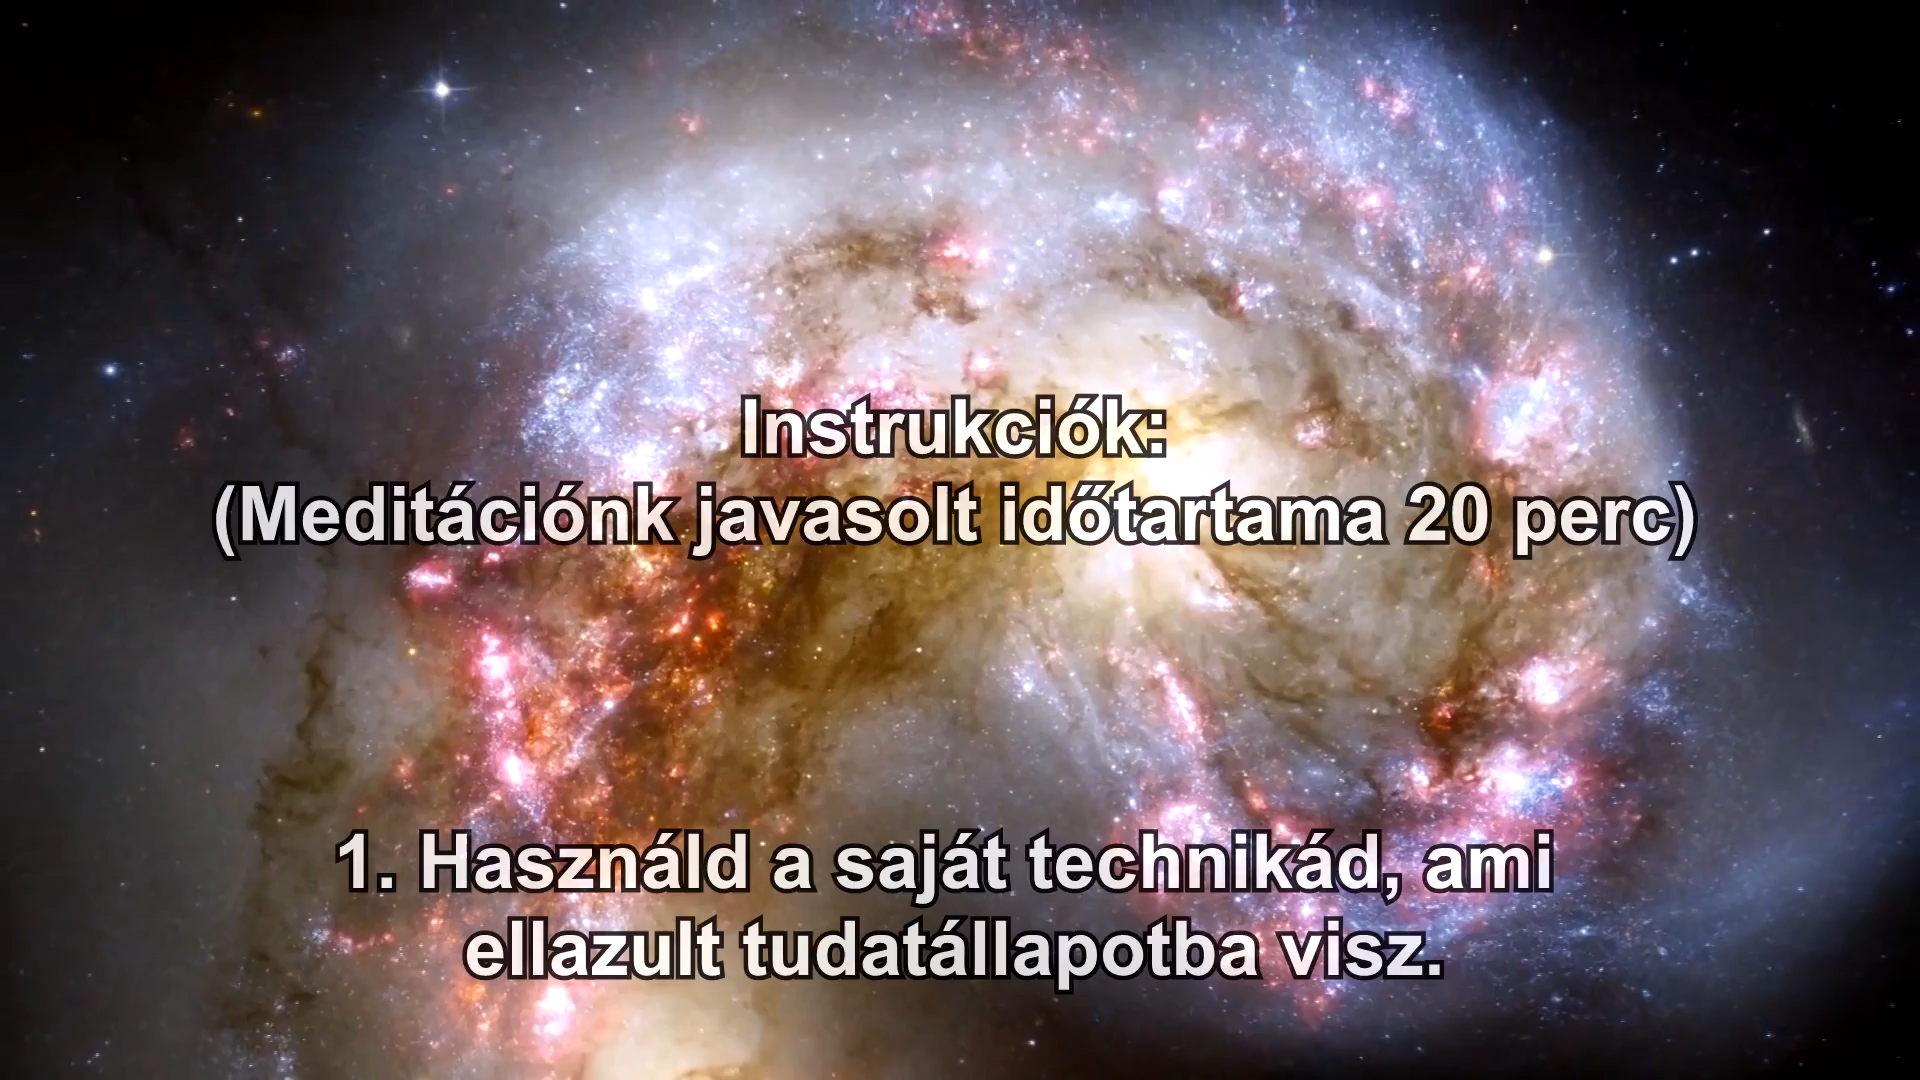 Instrukciók:
(Meditációnk javasolt időtartama 20 perc)
1. Használd a saját technikád, ami
ellazult tudatállapotba visz.